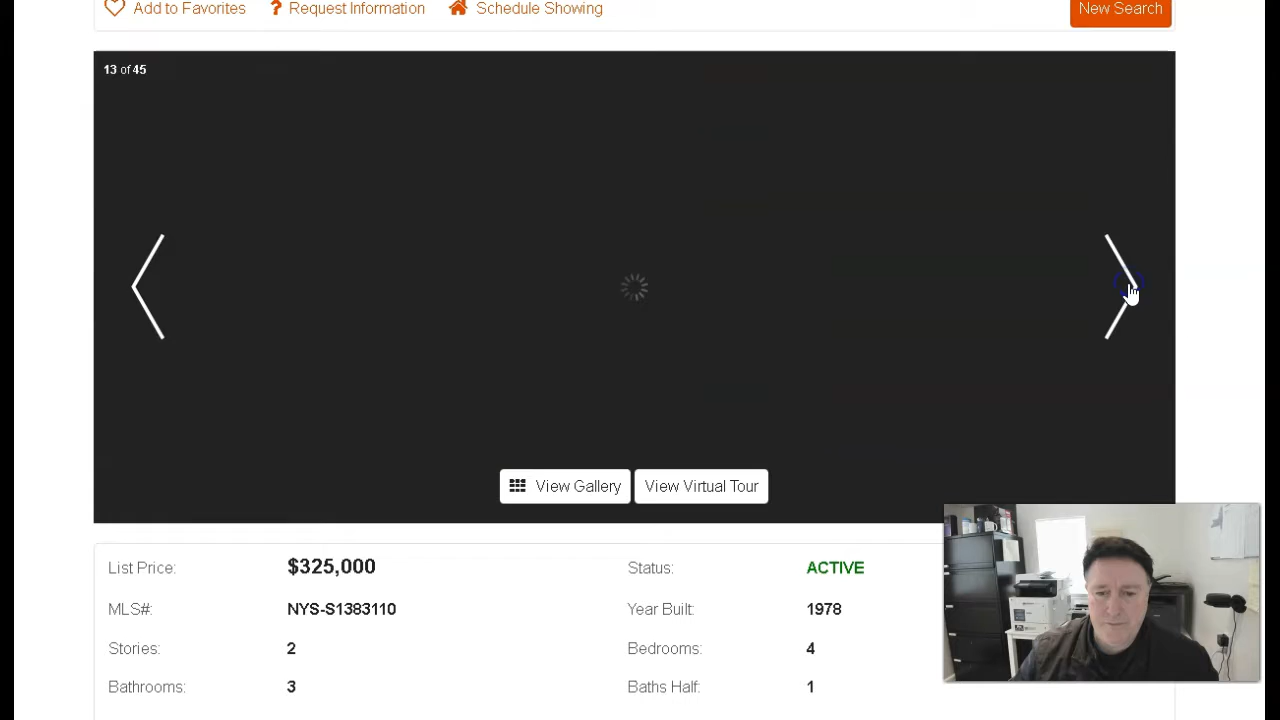 Add to Favorites ? Request Information Schedule Showing New Search
13 of 45
View Gallery View Virtual Tour
List Price: $325,000 Status: ACTIVE
MLS#: NYS-S1383110 Year Built: 1978
Stories: 2 Bedrooms: 4
Bathrooms: 3 Baths Half: 1